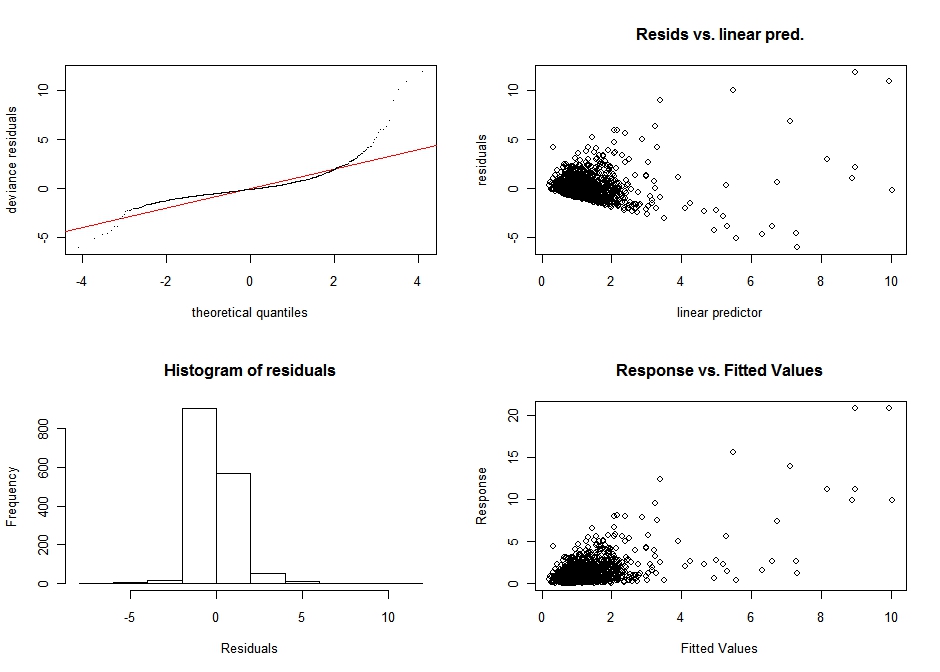 deviance residuals
10
5
0
-5
-4 -2 0 2 4
theoretical quantiles
Resids vs. linear pred.
residuals
10
5
0
-5
0 2 4 6 8 10
linear predictor
Histogram of residuals
Frequency
800
600
400
200
0
-5 0 5 10
Residuals
Response vs. Fitted Values
Response
20
15
10
5
0
0 2 4 6 8 10
Fitted Values